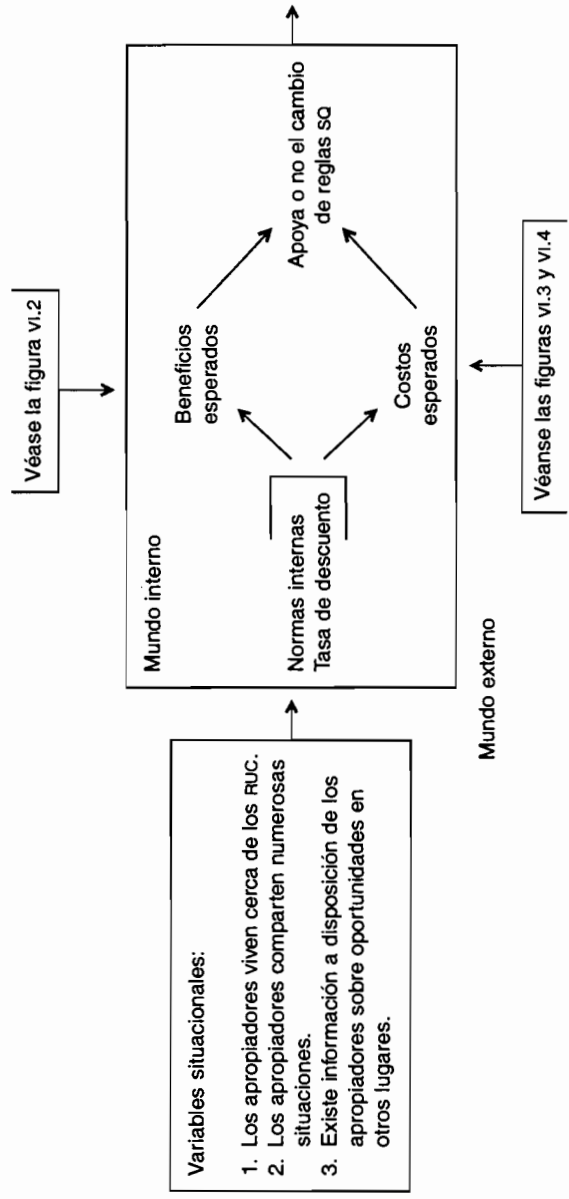 Variables situacionales:
1. Los apropiadores viven cerca de los RUC.
2. Los apropiadores comparten numerosas
situaciones.
3. Existe información a disposición de los
apropiadores sobre oportunidades en
otros lugares.
Véase la figura VI.2
Mundo interno
Normas internas
Tasa de descuento
Beneficios
esperados
Costos
esperados
Apoya o no el cambio
de reglas SQ
Mundo externo
Véanse las figuras VI.3 y VI.4